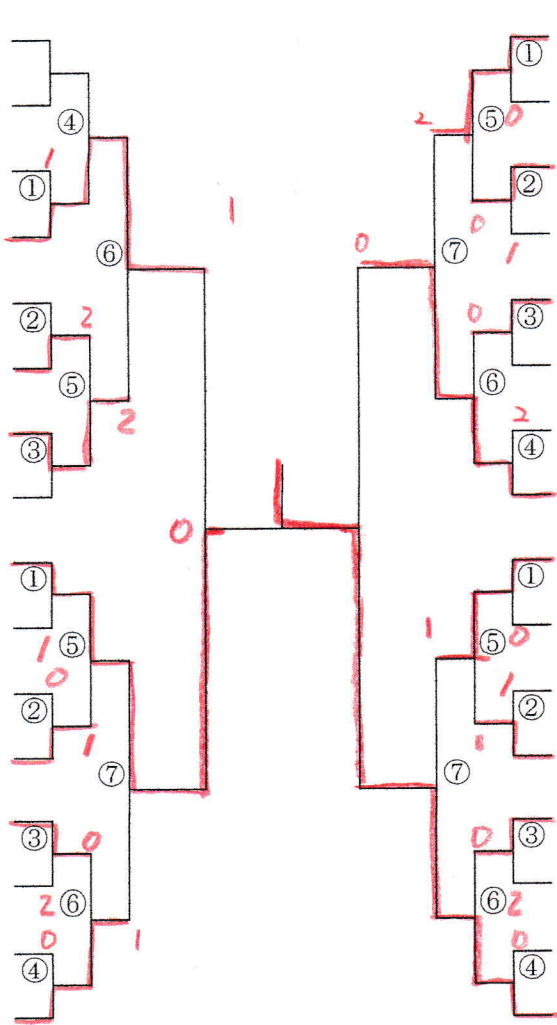 ①
④ 2 ⑤ 0
1
① ②
1 0
⑥ 0 ⑦ 1
② 2 0 ③
⑤ ⑥
2 2
③ ④
0
① ①
1 ⑤ 1 ⑤ 0
0 1
② ②
1 1
⑦ ⑦
③ 0 0 ③
2 ⑥ ⑥ 2
0 1 0
④ ④